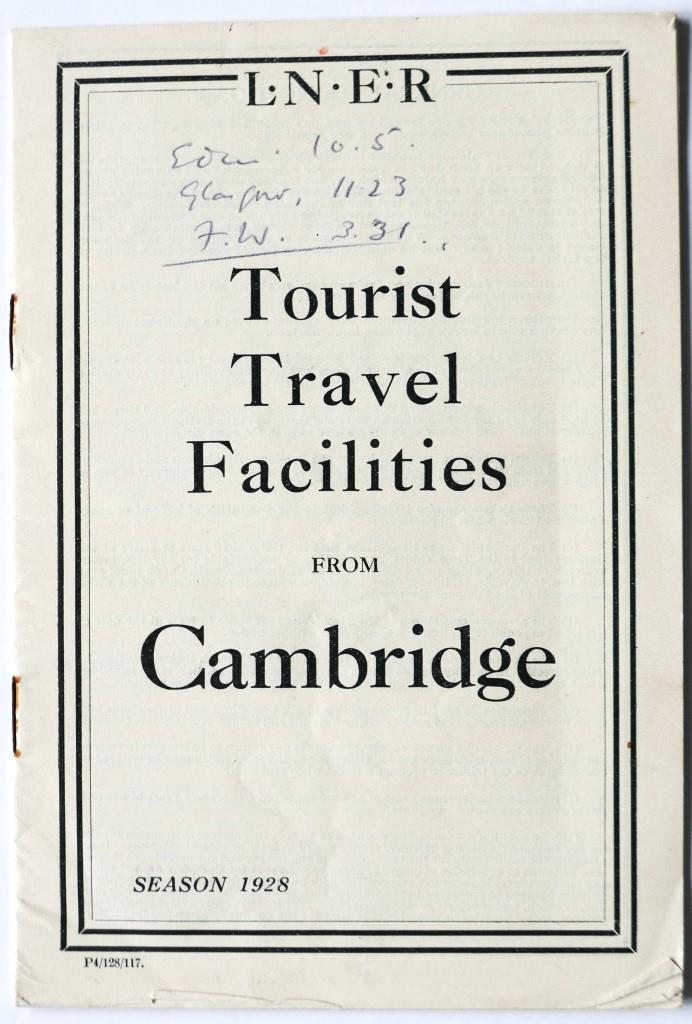 L·N·E·R
Edin. 10.5.
Glasgow, 11.23
F.W. 3.31.
Tourist
Travel
Facilities
FROM
Cambridge
SEASON 1928
P4/128/117.